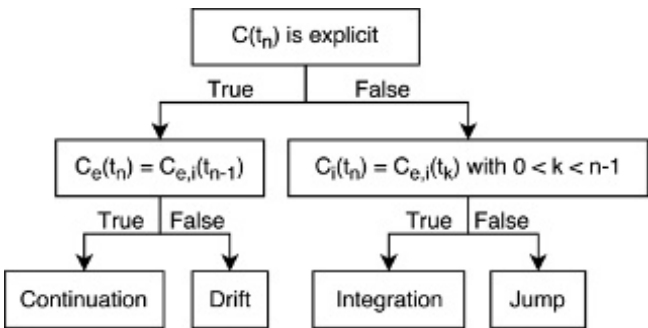 C(tn) is explicit
True False
Ce(tn) = Ce,i(tn-1)
Ci(tn) = Ce,i(tk) with 0 < k < n-1
True False
True False
Continuation
Drift
Integration
Jump